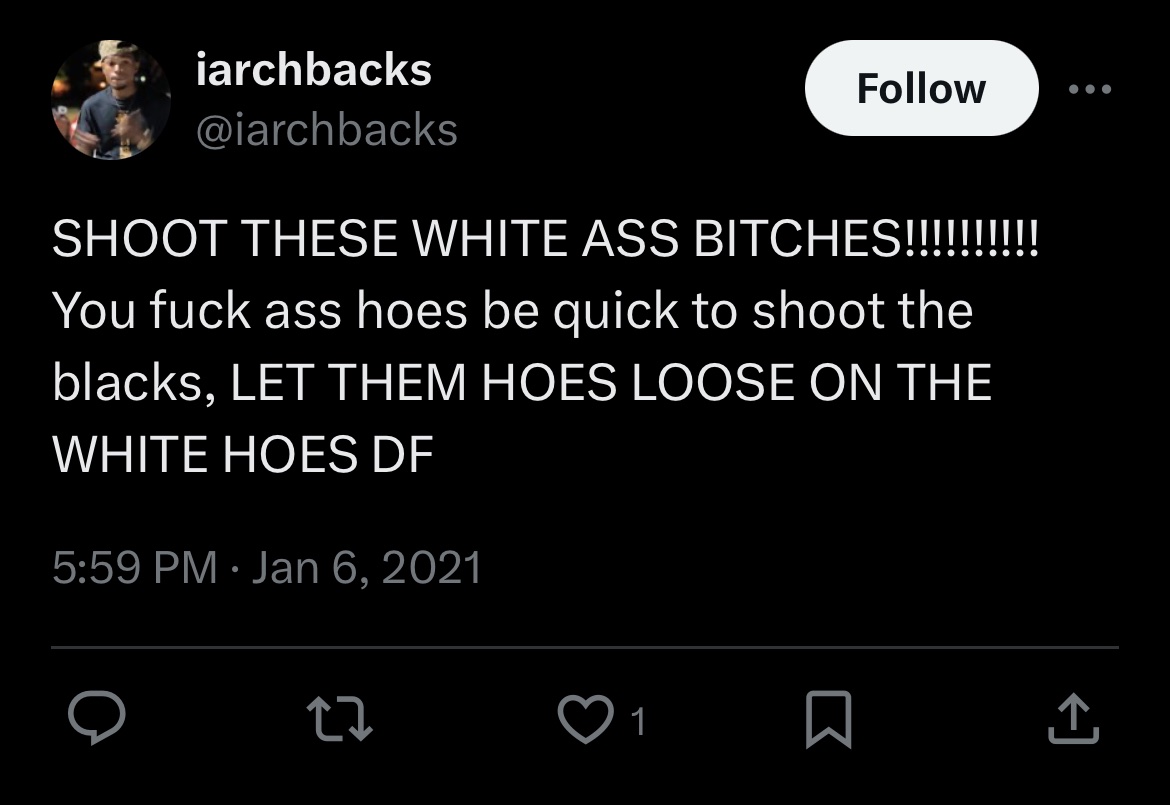 iarchbacks
@iarchbacks
Follow
SHOOT THESE WHITE ASS BITCHES!!!!!!!!!!
You fuck ass hoes be quick to shoot the
blacks, LET THEM HOES LOOSE ON THE
WHITE HOES DF
5:59 PM · Jan 6, 2021
1